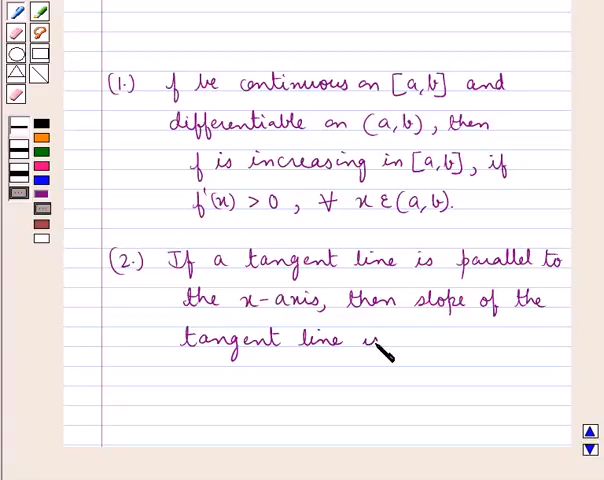 (1.) f be continuous on [a,b] and
differentiable on (a,b), then
f is increasing in [a,b], if
f'(x) > 0, ∀ x ε (a,b).
(2.) If a tangent line is parallel to
the x-axis, then slope of the
tangent line is